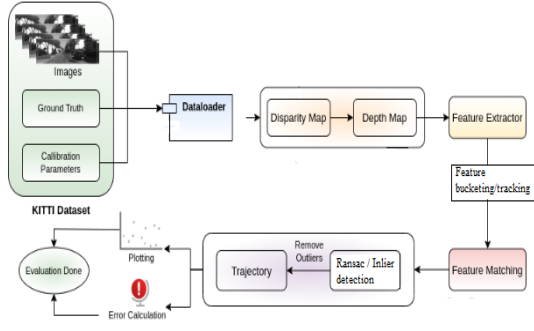 Images
Ground Truth
Callibration
Parameters
KITTI Dataset
Dataloader
Disparity Map
Depth Map
Feature Extractor
Feature
bucketing/tracking
Feature Matching
Ransac / Inlier
detection
Remove
Outliers
Trajectory
Plotting
Error Calculation
Evaluation Done